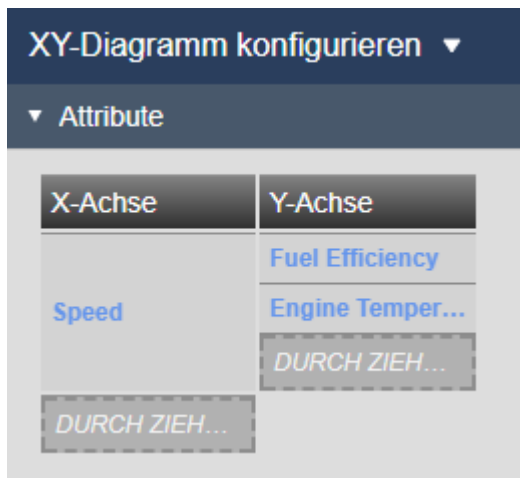 XY-Diagramm konfigurieren
Attribute
X-Achse Y-Achse
Fuel Efficiency
Speed Engine Temper...
DURCH ZIEH...
DURCH ZIEH...